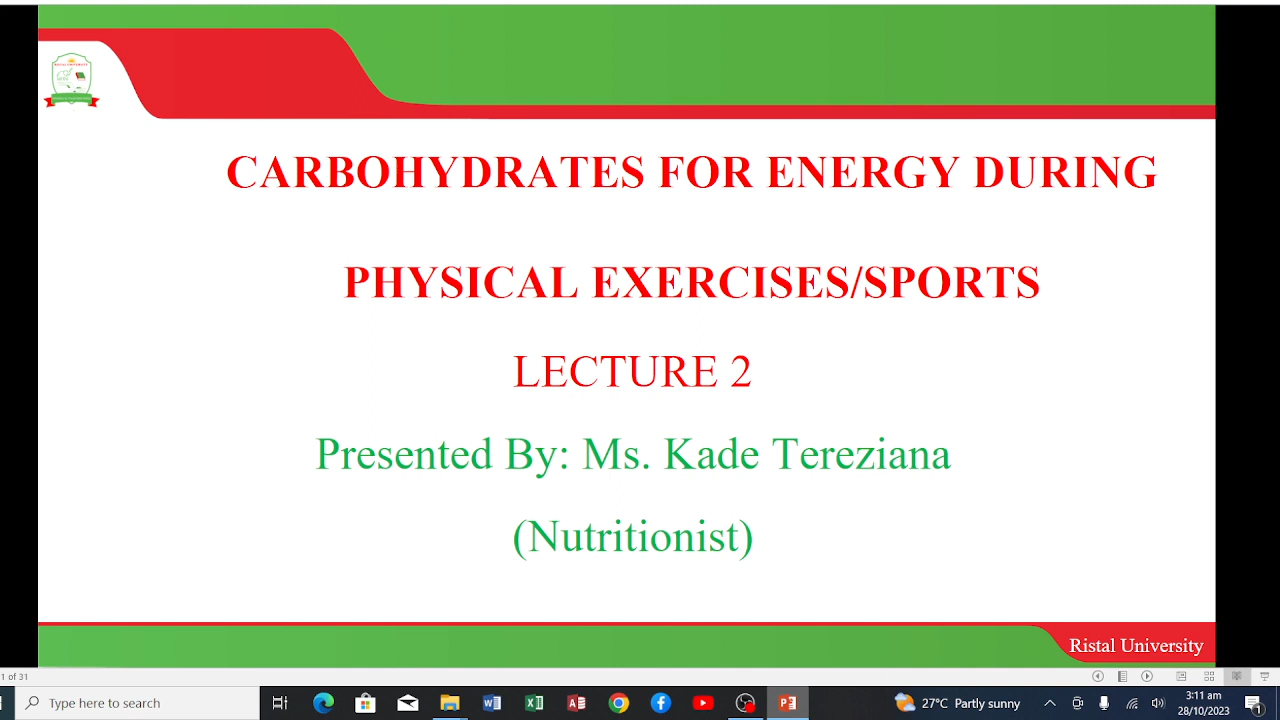 CARBOHYDRATES FOR ENERGY DURING
PHYSICAL EXERCISES/SPORTS
LECTURE 2
Presented By: Ms. Kade Tereziana
(Nutritionist)
Ristal University
1 of 31
Type here to search
27°C Partly sunny
3:11 am
28/10/2023
1